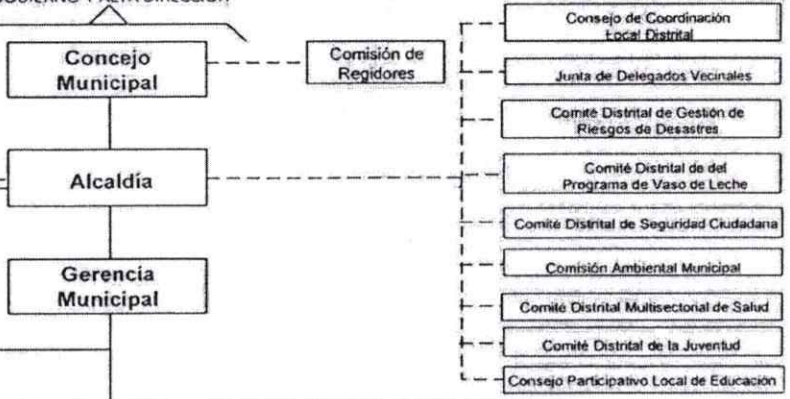 GOBIERNO Y ALTA DIRECCIÓN
Concejo
Municipal
Comisión de
Regidores
Alcaldía
Gerencia
Municipal
Consejo de Coordinación
Local Distrital
Junta de Delegados Vecinales
Comité Distrital de Gestión de
Riesgos de Desastres
Comité Distrital de del
Programa de Vaso de Leche
Comité Distrital de Seguridad Ciudadana
Comisión Ambiental Municipal
Comité Distrital Multisectorial de Salud
Comité Distrital de la Juventud
Consejo Participativo Local de Educación